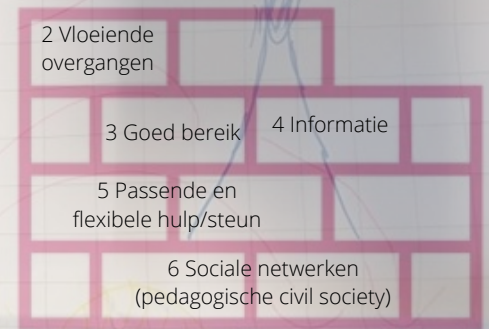 2 Vloeiende
overgangen
3 Goed bereik
4 Informatie
5 Passende en
flexibele hulp/steun
6 Sociale netwerken
(pedagogische civil society)